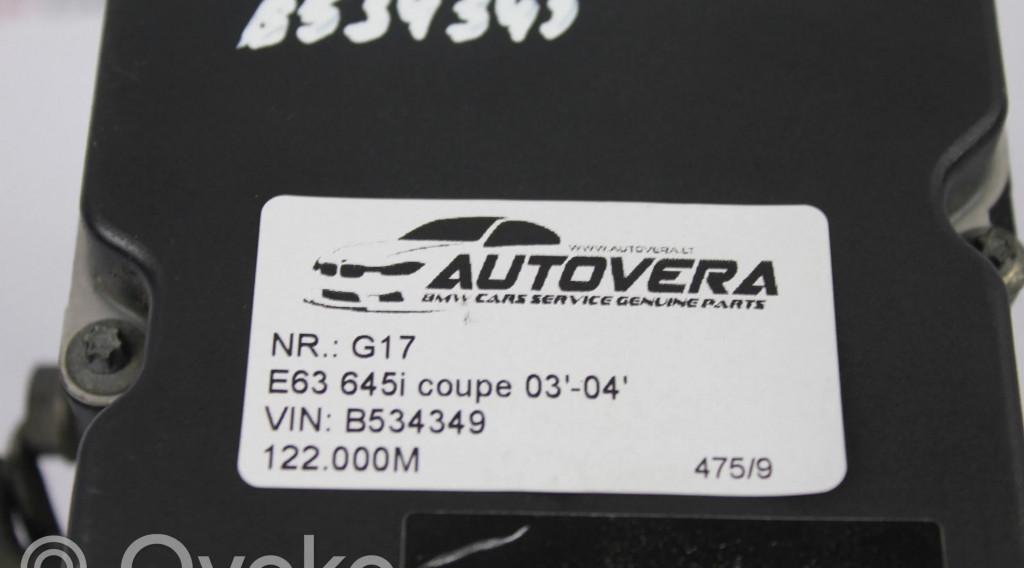 B534349
WWW.AUTOVERA.LT
AUTOVERA
BMW CARS SERVICE GENUINE PARTS
NR.: G17
E63 645i coupe 03'-04'
VIN: B534349
122.000M
475/9
© Ovoko